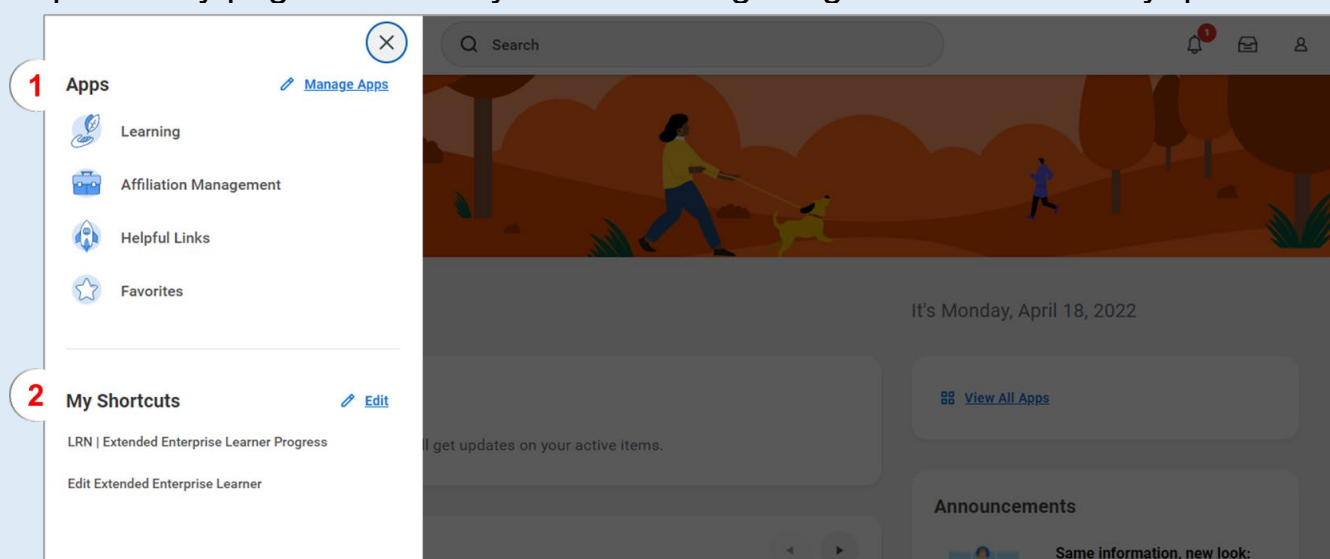 Search
1
1
Apps
Manage Apps
Learning
Affiliation Management
Helpful Links
Favorites
It's Monday, April 18, 2022
2
My Shortcuts
Edit
View All Apps
LRN | Extended Enterprise Learner Progress
get updates on your active items.
Edit Extended Enterprise Learner
Announcements
Same information, new look: